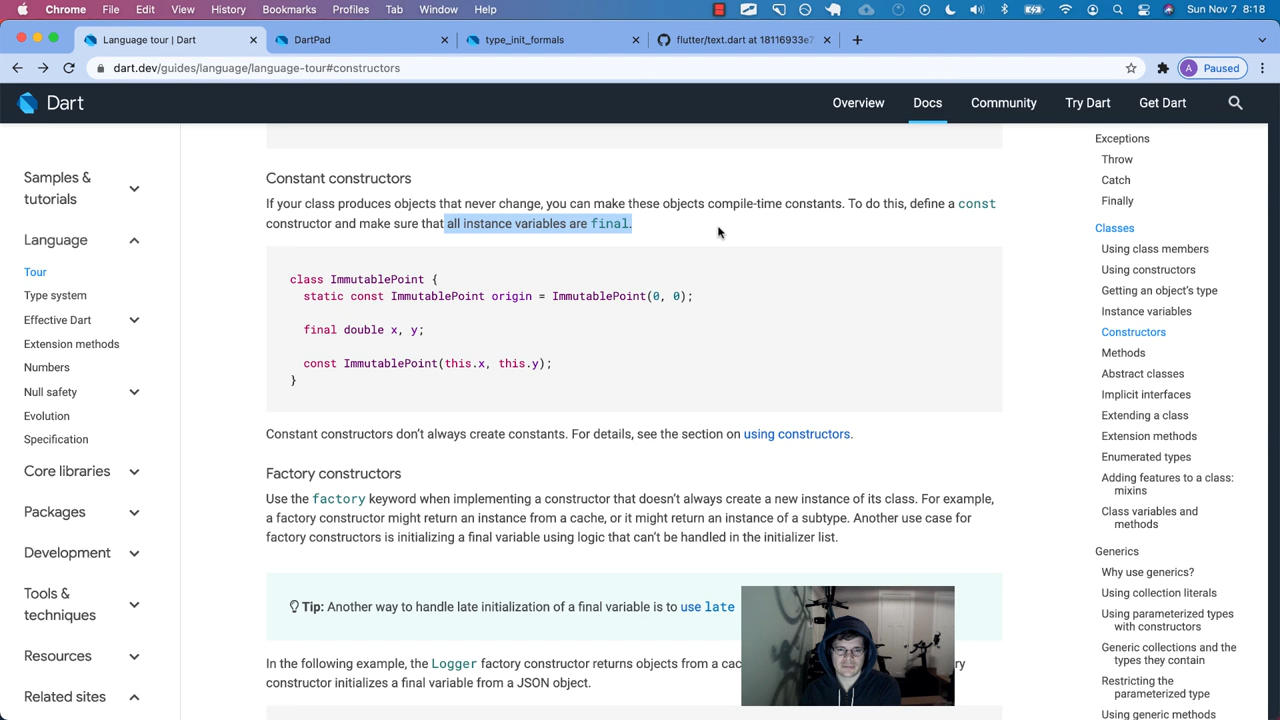 Chrome File Edit View History Bookmarks Profiles Tab Window Help Sun Nov 7 8:18
Language tour | Dart
DartPad
type_init_formals
flutter/text.dart at 18116933e7
dart.dev/guides/language/language-tour#constructors
A Paused
Dart
Overview Docs Community Try Dart Get Dart
Samples &
tutorials
Language
Tour
Type system
Effective Dart
Extension methods
Numbers
Null safety
Evolution
Specification
Core libraries
Packages
Development
Tools &
techniques
Resources
Related sites
Constant constructors
If your class produces objects that never change, you can make these objects compile-time constants. To do this, define a const
constructor and make sure that all instance variables are final.
class ImmutablePoint {
static const ImmutablePoint origin = ImmutablePoint(0, 0);
final double x, y;
const ImmutablePoint(this.x, this.y);
}
Constant constructors don’t always create constants. For details, see the section on using constructors.
Factory constructors
Use the factory keyword when implementing a constructor that doesn’t always create a new instance of its class. For example,
a factory constructor might return an instance from a cache, or it might return an instance of a subtype. Another use case for
factory constructors is initializing a final variable using logic that can’t be handled in the initializer list.
Tip: Another way to handle late initialization of a final variable is to use late
In the following example, the Logger factory constructor returns objects from a
constructor initializes a final variable from a JSON object.
Exceptions
Throw
Catch
Finally
Classes
Using class members
Using constructors
Getting an object's type
Instance variables
Constructors
Methods
Abstract classes
Implicit interfaces
Extending a class
Extension methods
Enumerated types
Adding features to a class:
mixins
Class variables and
methods
Generics
Why use generics?
Using collection literals
Using parameterized types
with constructors
Generic collections and the
types they contain
Restricting the
parameterized type
Using generic methods